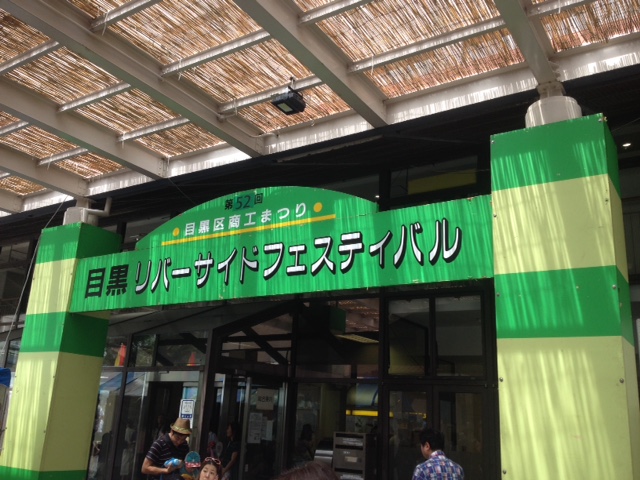 第52回
目黒区商工まつり
目黒リバーサイドフェスティバル